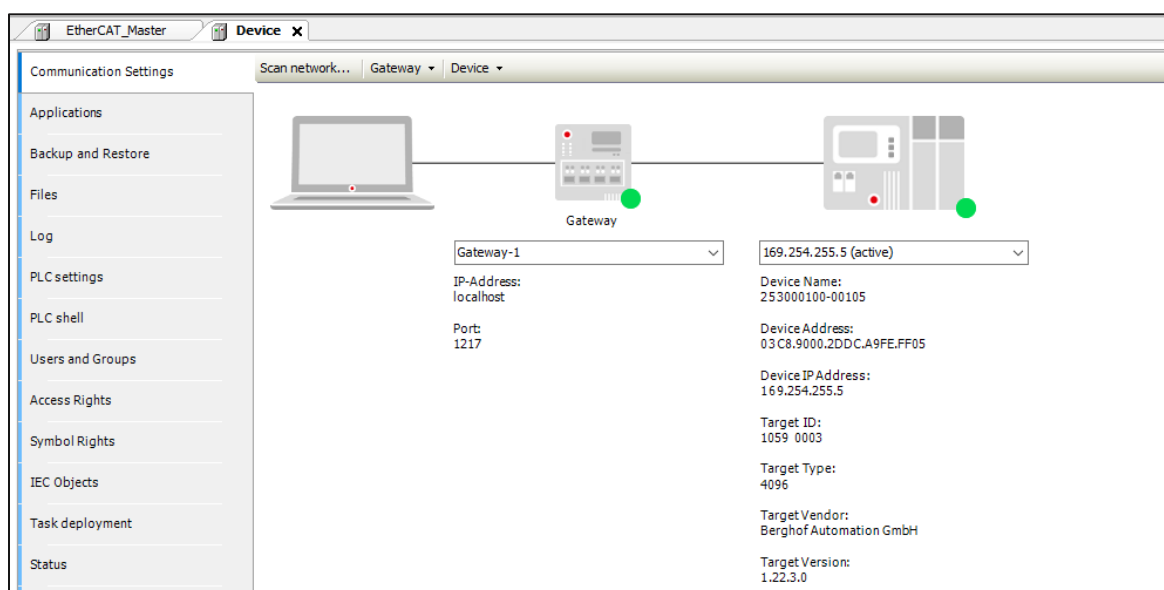 EtherCAT_Master
Device
Communication Settings
Scan network...
Gateway
Device
Applications
Backup and Restore
Files
Log
PLC settings
PLC shell
Users and Groups
Access Rights
Symbol Rights
IEC Objects
Task deployment
Status
Gateway
Gateway-1
IP-Address:
localhost
Port:
1217
169.254.255.5 (active)
Device Name:
253000100-00105
Device Address:
03C8.9000.2DDC.A9FE.FF05
Device IP Address:
169.254.255.5
Target ID:
1059 0003
Target Type:
4096
Target Vendor:
Berghof Automation GmbH
Target Version:
1.22.3.0